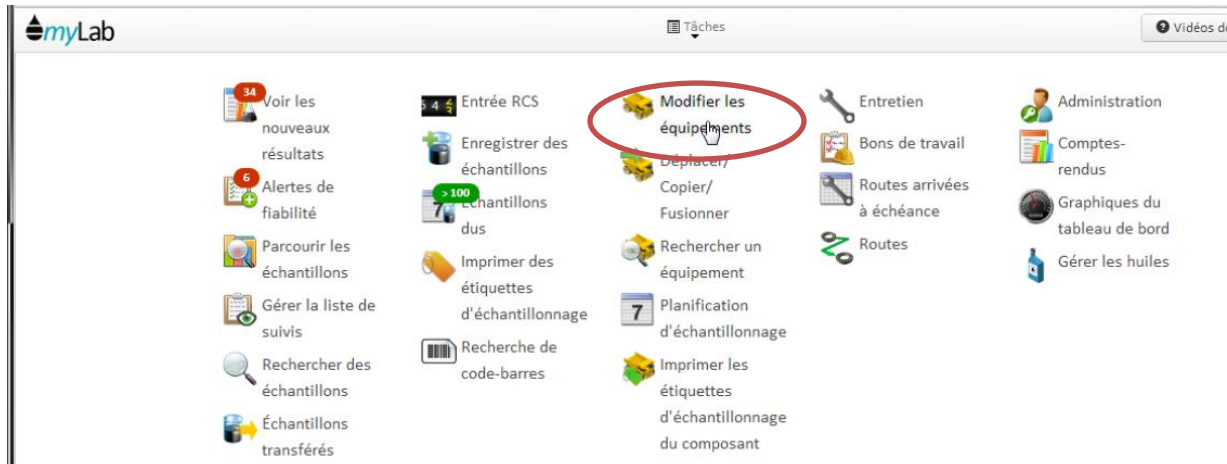 myLab
Tâches
Vidéos de
34
Voir les
nouveaux
résultats
6
Alertes de
fiabilité
Parcourir les
échantillons
Gérer la liste de
suivis
Rechercher des
échantillons
Échantillons
transférés
Entrée RCS
Enregistrer des
échantillons
> 100
7
Échantillons
dus
Imprimer des
étiquettes
d'échantillonnage
Recherche de
code-barres
Modifier les
équipements
Déplacer/
Copier/
Fusionner
Rechercher un
équipement
7
Planification
d'échantillonnage
Imprimer les
étiquettes
d'échantillonnage
du composant
Entretien
Bons de travail
Routes arrivées
à échéance
Routes
Administration
Comptes-
rendus
Graphiques du
tableau de bord
Gérer les huiles